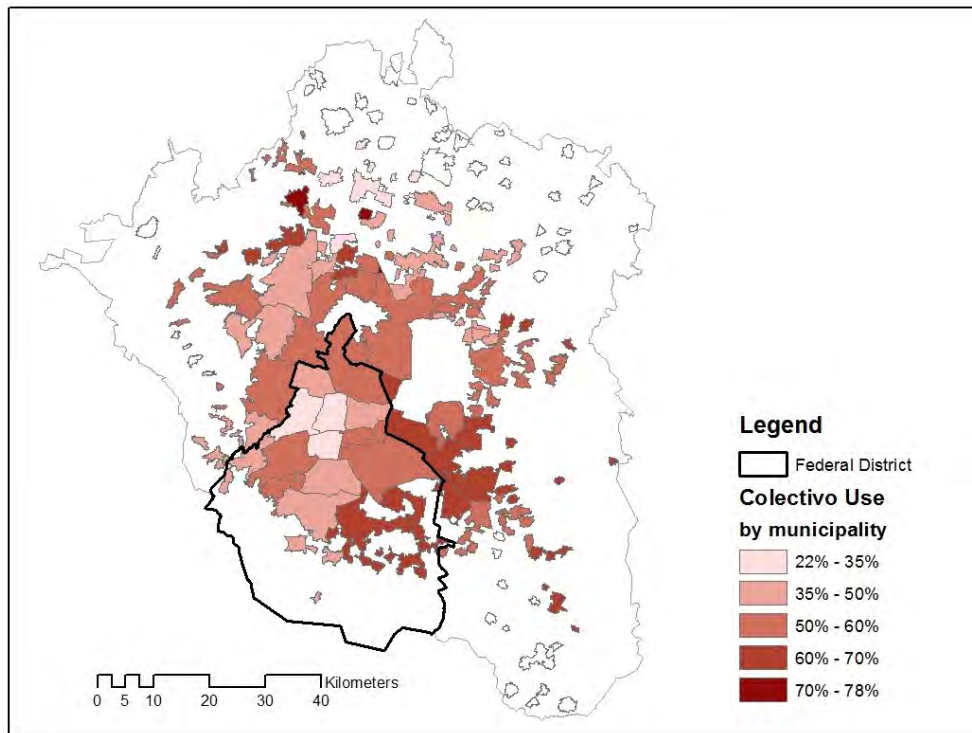 Legend
Federal District
Colectivo Use
by municipality
22% - 35%
35% - 50%
50% - 60%
60% - 70%
70% - 78%
Kilometers
0 5 10 20 30 40